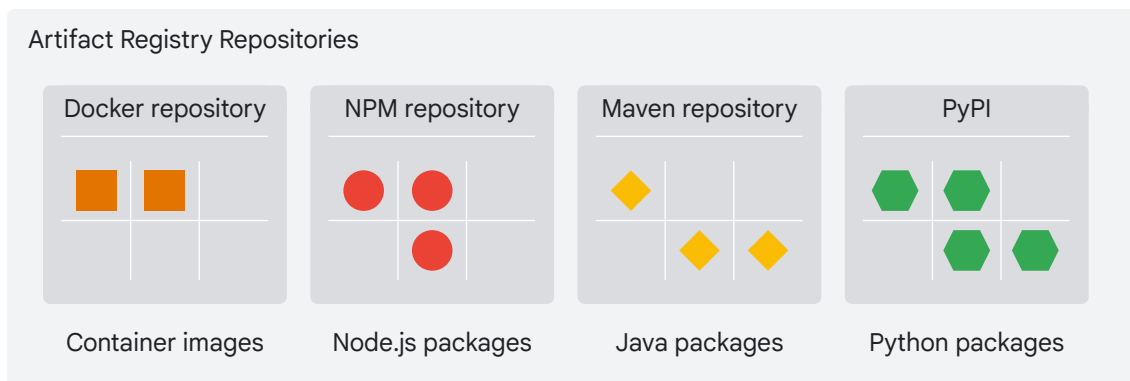 Artifact Registry Repositories
Docker repository
NPM repository
Maven repository
PyPI
Container images
Node.js packages
Java packages
Python packages